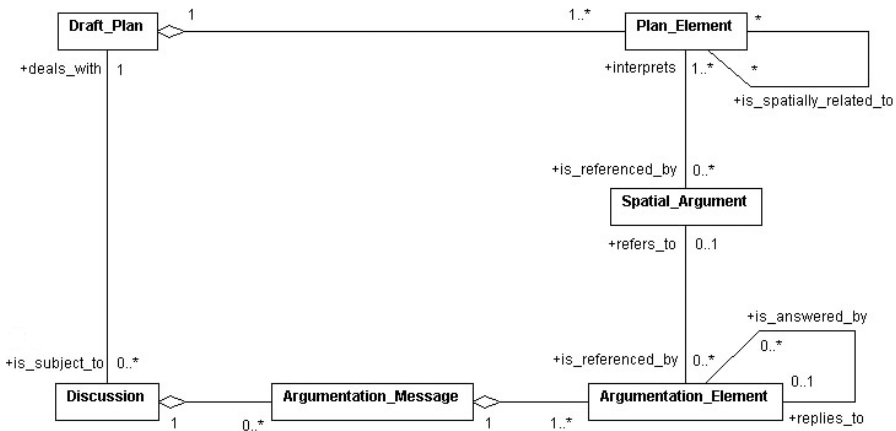 1
1..*
*
Draft_Plan
Plan_Element
+deals_with
1
+interprets
1..*
*
+is_spatially_related_to
+is_referenced_by
0..*
Spatial_Argument
+refers_to
0..1
+is_answered_by
0..*
+is_subject_to
0..*
+is_referenced_by
0..*
0..1
Discussion
Argumentation_Message
Argumentation_Element
1
0..*
1
1..*
+replies_to